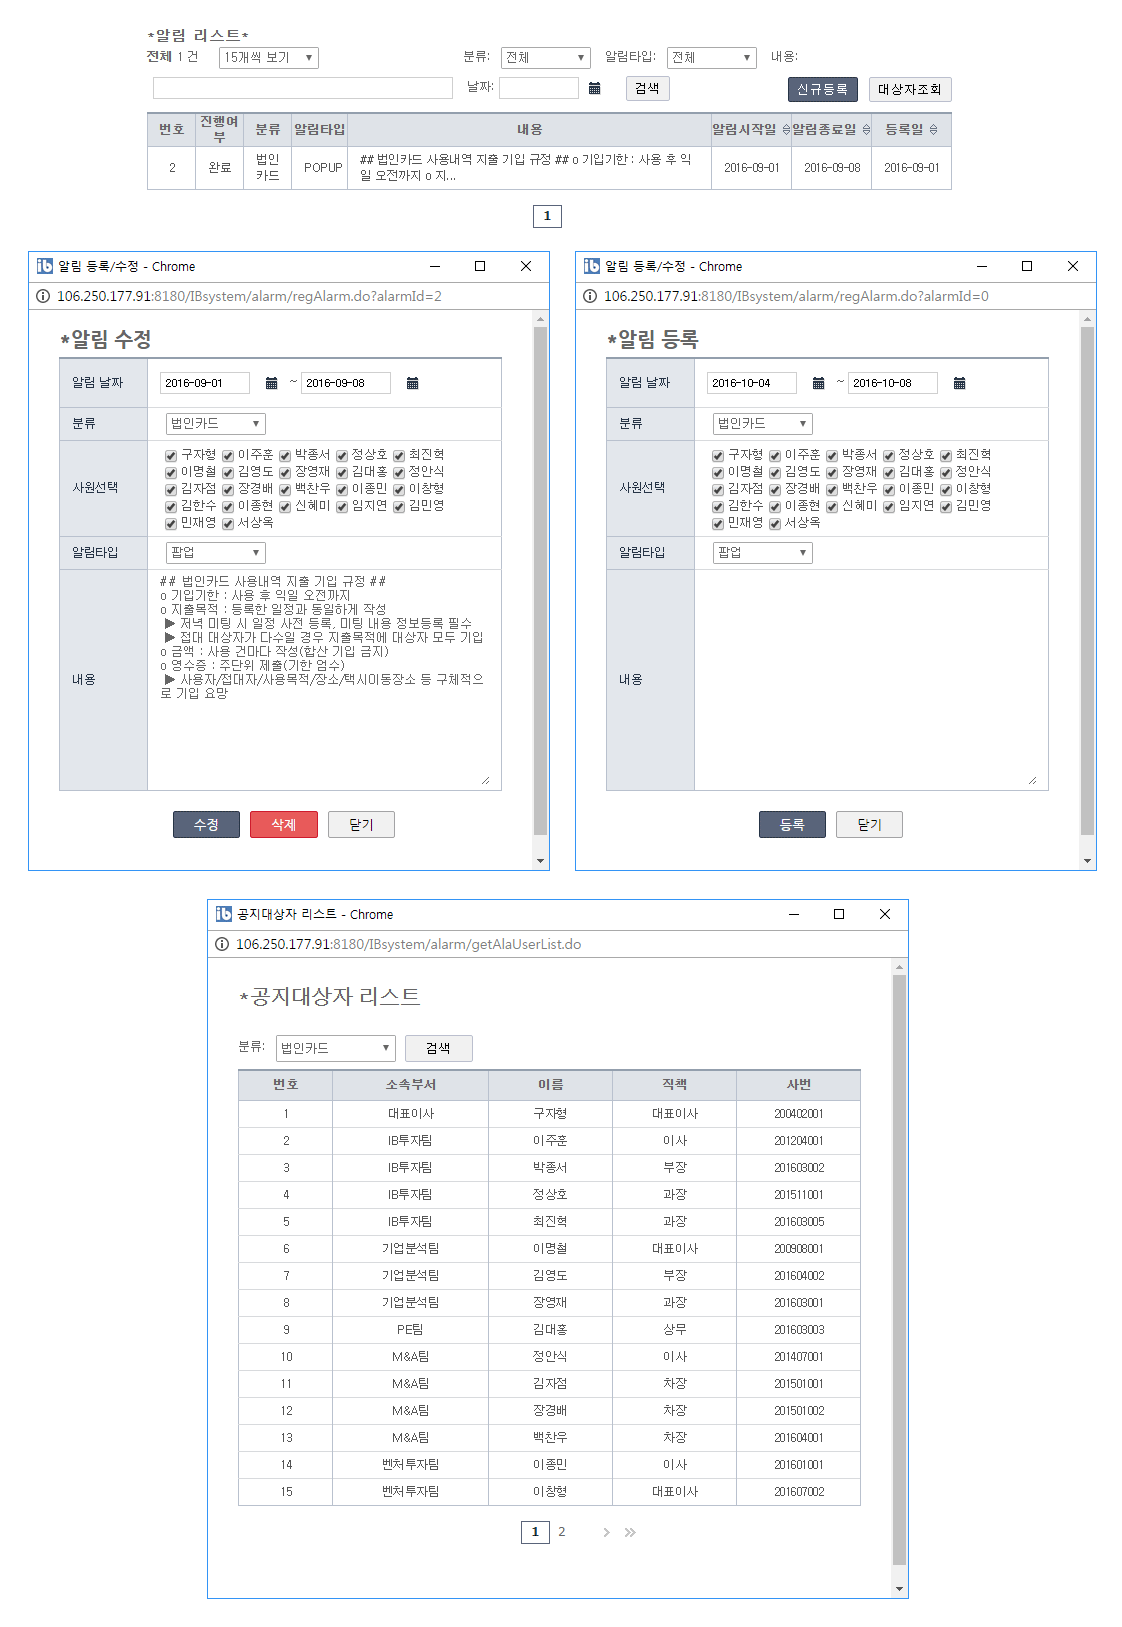 *알림 리스트*
전체 1 건 15개씩 보기 분류: 전체 알림타입: 전체 내용:
날짜: 검색 신규등록 대상자조회
번호 진행여부 분류 알림타입 내용 알림시작일 알림종료일 등록일
2 완료 법인카드 POPUP ## 법인카드 사용내역 지출 기입 규정 ## o 기입기한 : 사용 후 익일 오전까지 o 지... 2016-09-01 2016-09-08 2016-09-01
1
알림 등록/수정 - Chrome
106.250.177.91:8180/IBsystem/alarm/regAlarm.do?alarmId=2
*알림 수정
알림 날짜 2016-09-01 ~ 2016-09-08
분류 법인카드
사원선택
구자형 이주훈 박종서 정상호 최진혁
이명철 김영도 장영재 김대홍 정안식
김자점 장경배 백찬우 이종민 이창형
김한수 이종현 신혜미 임지연 김민영
민재영 서상옥
알림타입 팝업
내용
## 법인카드 사용내역 지출 기입 규정 ##
o 기입기한 : 사용 후 익일 오전까지
o 지출목적 : 등록한 일정과 동일하게 작성
▶ 저녁 미팅 시 일정 사전 등록, 미팅 내용 정보등록 필수
▶ 접대 대상자가 다수일 경우 지출목적에 대상자 모두 기입
o 금액 : 사용 건마다 작성(합산 기입 금지)
o 영수증 : 주단위 제출(기한 엄수)
▶ 사용자/접대자/사용목적/장소/택시이동장소 등 구체적으
로 기입 요망
수정 삭제 닫기
알림 등록/수정 - Chrome
106.250.177.91:8180/IBsystem/alarm/regAlarm.do?alarmId=0
*알림 등록
알림 날짜 2016-10-04 ~ 2016-10-08
분류 법인카드
사원선택
구자형 이주훈 박종서 정상호 최진혁
이명철 김영도 장영재 김대홍 정안식
김자점 장경배 백찬우 이종민 이창형
김한수 이종현 신혜미 임지연 김민영
민재영 서상옥
알림타입 팝업
내용
등록 닫기
공지대상자 리스트 - Chrome
106.250.177.91:8180/IBsystem/alarm/getAlaUserList.do
*공지대상자 리스트
분류: 법인카드 검색
번호 소속부서 이름 직책 사번
1 대표이사 구자형 대표이사 200402001
2 IB투자팀 이주훈 이사 201204001
3 IB투자팀 박종서 부장 201603002
4 IB투자팀 정상호 과장 201511001
5 IB투자팀 최진혁 과장 201603005
6 기업분석팀 이명철 대표이사 200908001
7 기업분석팀 김영도 부장 201604002
8 기업분석팀 장영재 과장 201603001
9 PE팀 김대홍 상무 201603003
10 M&A팀 정안식 이사 201407001
11 M&A팀 김자점 차장 201501001
12 M&A팀 장경배 차장 201501002
13 M&A팀 백찬우 차장 201604001
14 벤처투자팀 이종민 이사 201601001
15 벤처투자팀 이창형 대표이사 201607002
1 2